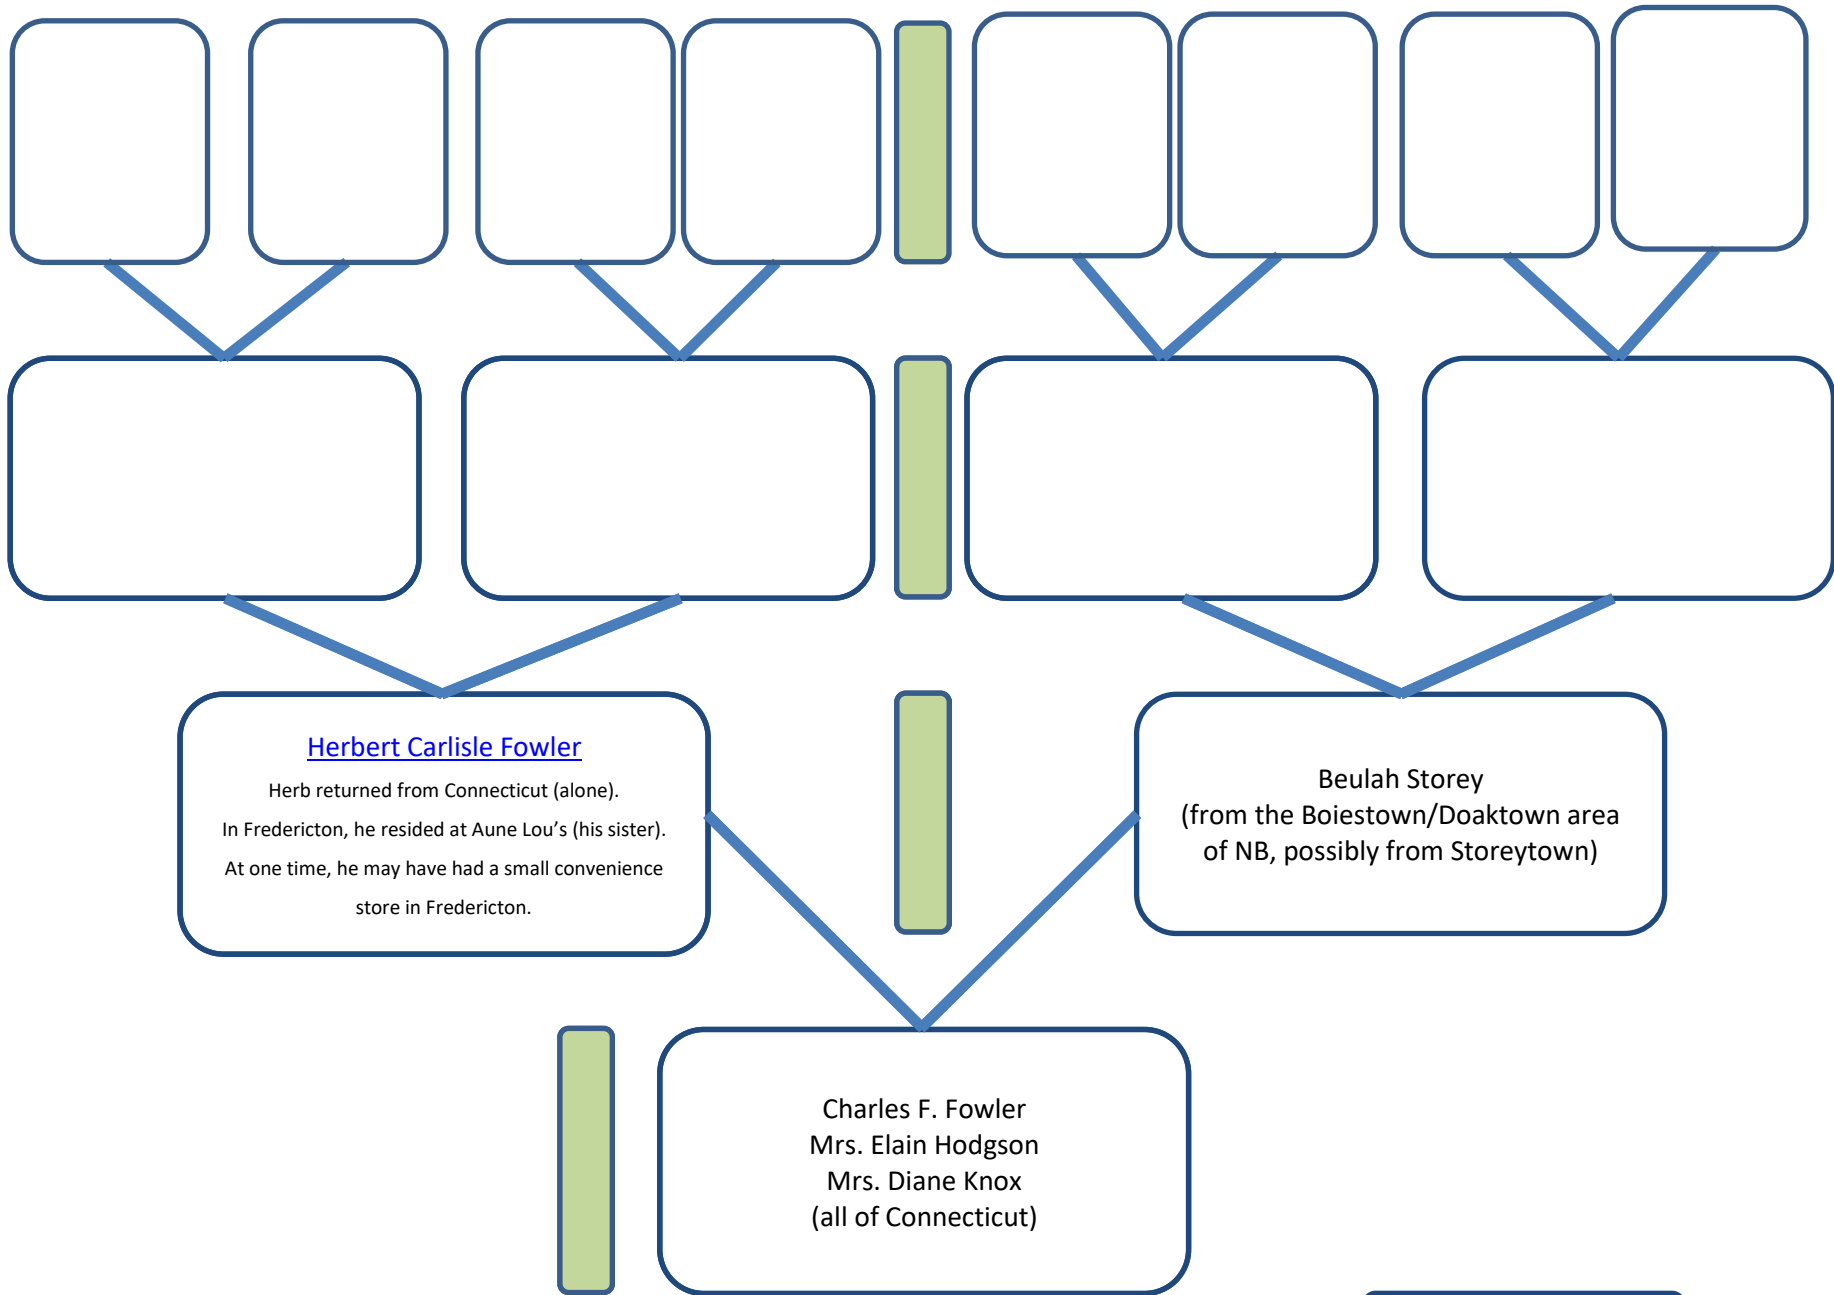 Herbert Carlisle Fowler
Herb returned from Connecticut (alone).
In Fredericton, he resided at Aune Lou's (his sister).
At one time, he may have had a small convenience
store in Fredericton.
Beulah Storey
(from the Boiestown/Doaktown area
of NB, possibly from Storeytown)
Charles F. Fowler
Mrs. Elain Hodgson
Mrs. Diane Knox
(all of Connecticut)